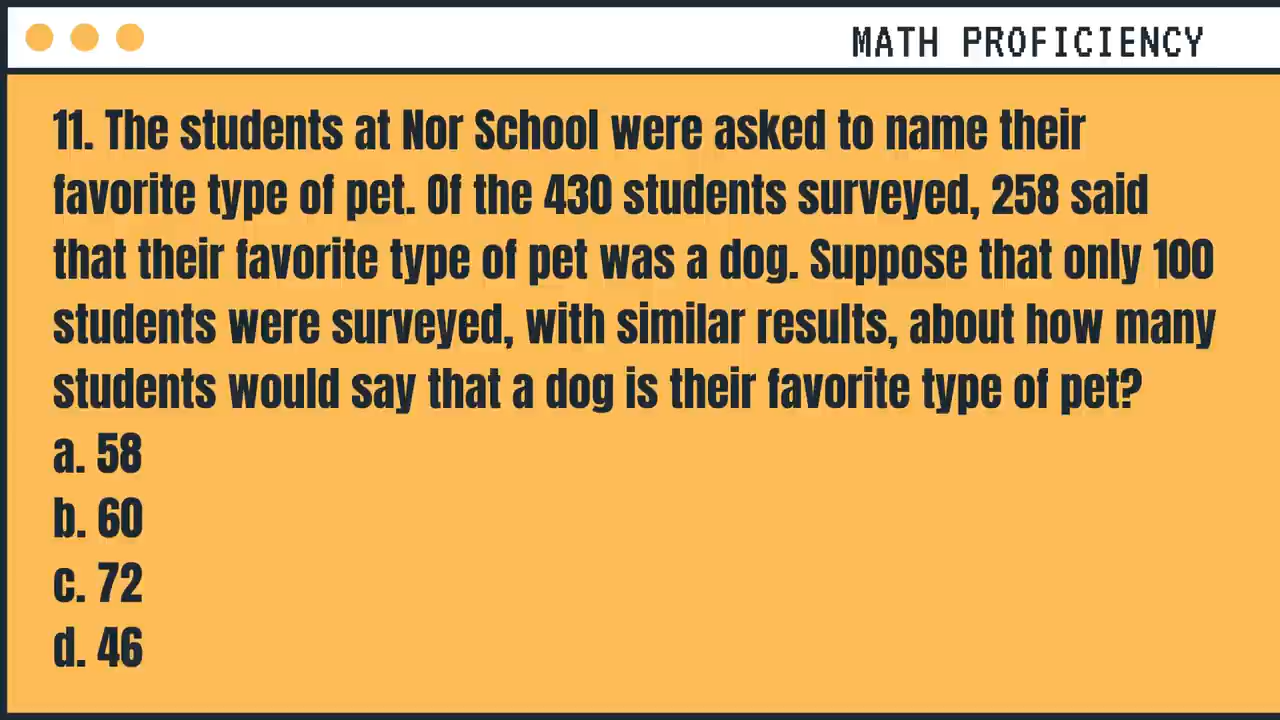 MATH PROFICIENCY
11. The students at Nor School were asked to name their
favorite type of pet. Of the 430 students surveyed, 258 said
that their favorite type of pet was a dog. Suppose that only 100
students were surveyed, with similar results, about how many
students would say that a dog is their favorite type of pet?
a. 58
b. 60
c. 72
d. 46